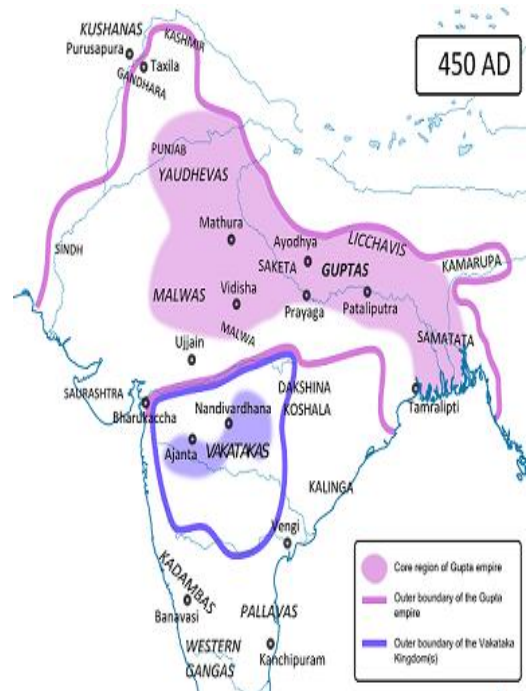 KUSHANAS
KASHMIR
Purusapura
Taxila
GANDHARA
450 AD
PUNJAB
YAUDHEVAS
Mathura
Ayodhya
LICCHAVIS
SINDH
SAKETA
GUPTAS
KAMARUPA
MALWAS
Vidisha
Prayaga
Pataliputra
MALWA
SAMATATA
Ujjain
SAURASHTRA
DAKSHINA
KOSHALA
Bharukaccha
Nandivardhana
Tamralipti
Ajanta
VAKATAKAS
KALINGA
Vengi
KADAMBAS
Banavasi
PALLAVAS
WESTERN
GANGAS
Kanchipuram
Core region of Gupta empire
Outer boundary of the Gupta
empire
Outer boundary of the Vakataka
Kingdom(s)